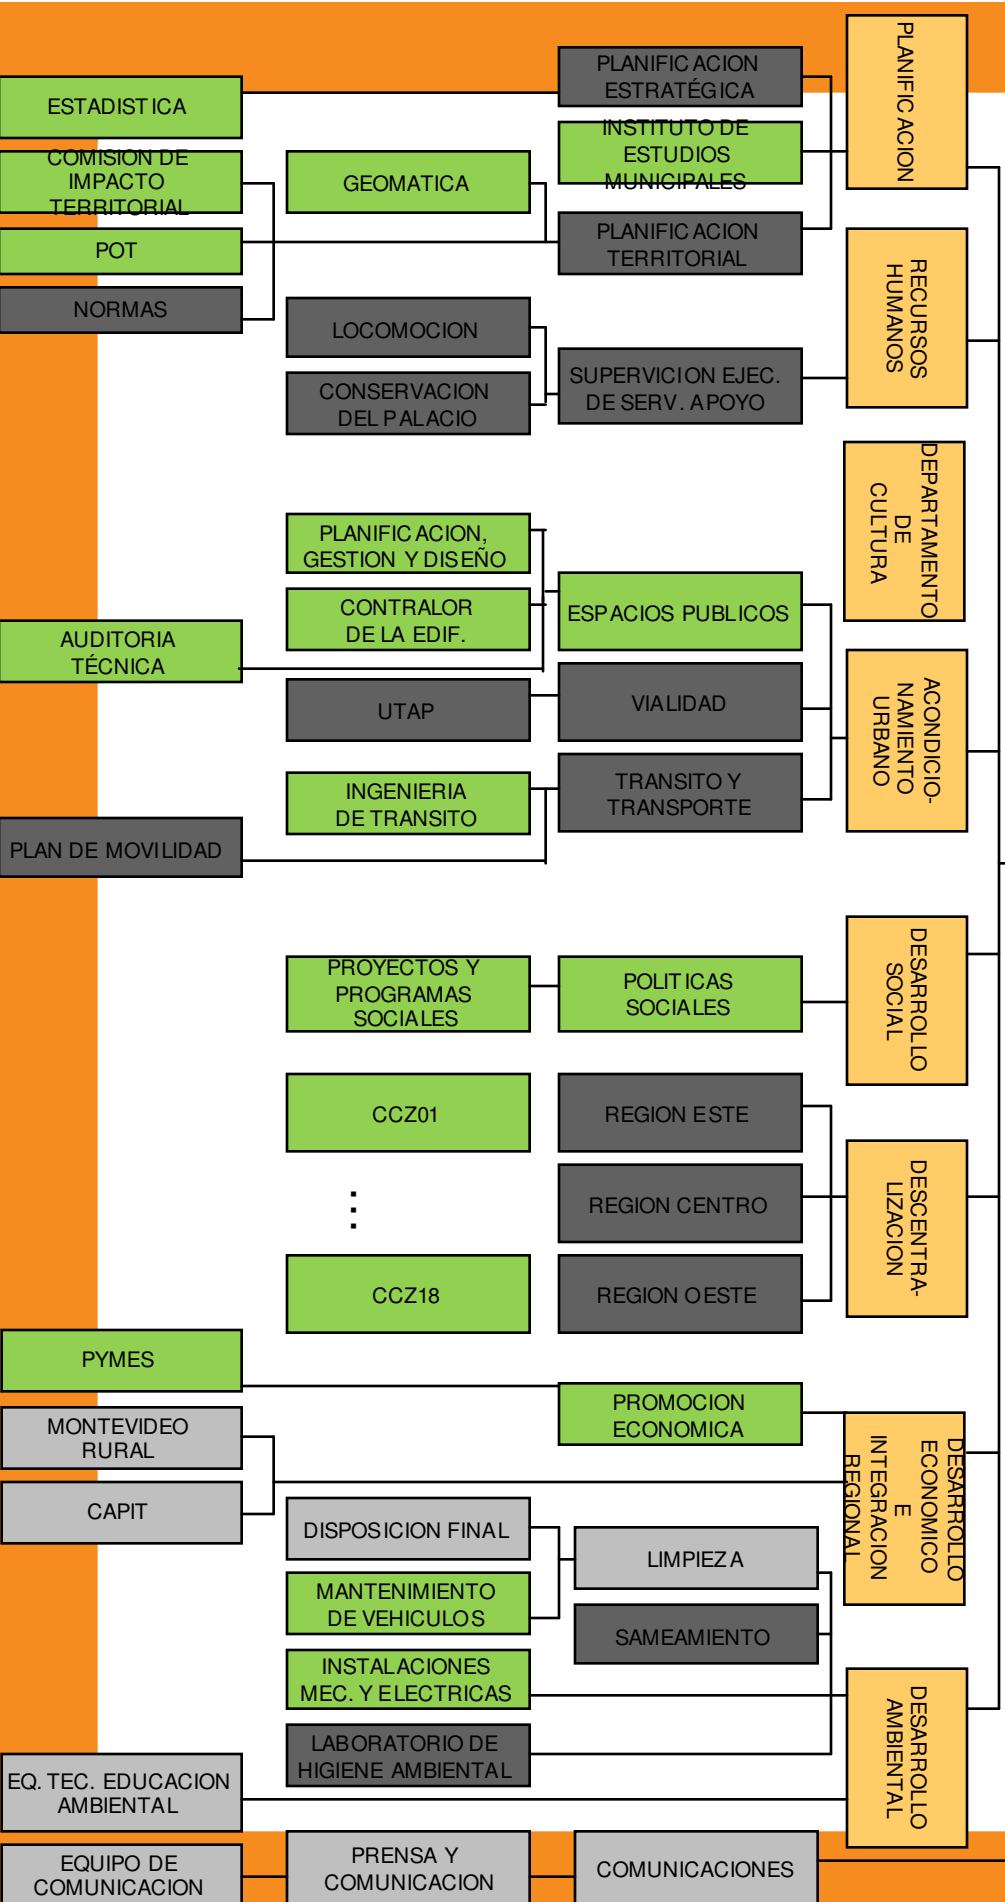 PLANIFICACION
PLANIFICACION
ESTRATÉGICA
ESTADISTICA
INSTITUTO DE
ESTUDIOS
MUNICIPALES
COMISION DE
IMPACTO
TERRITORIAL
GEOMATICA
POT
PLANIFICACION
TERRITORIAL
NORMAS
RECURSOS
HUMANOS
LOCOMOCION
CONSERVACION
DEL PALACIO
SUPERVICION EJEC.
DE SERV. APOYO
DEPARTAMENTO
DE
CULTURA
PLANIFICACION,
GESTION Y DISEÑO
CONTRALOR
DE LA EDIF.
ESPACIOS PUBLICOS
AUDITORIA
TÉCNICA
ACONDICIO-
NAMIENTO
URBANO
UTAP
VIALIDAD
INGENIERIA
DE TRANSITO
TRANSITO Y
TRANSPORTE
PLAN DE MOVILIDAD
DESARROLLO
SOCIAL
PROYECTOS Y
PROGRAMAS
SOCIALES
POLITICAS
SOCIALES
CCZ01
REGION ESTE
DESCENTRA-
LIZACION
REGION CENTRO
...
CCZ18
REGION OESTE
PYMES
PROMOCION
ECONOMICA
MONTEVIDEO
RURAL
DESARROLLO
ECONOMICO
E
INTEGRACION
REGIONAL
CAPIT
DISPOSICION FINAL
LIMPIEZA
MANTENIMIENTO
DE VEHICULOS
SAMEAMIENTO
INSTALACIONES
MEC. Y ELECTRICAS
DESARROLLO
AMBIENTAL
LABORATORIO DE
HIGIENE AMBIENTAL
EQ. TEC. EDUCACION
AMBIENTAL
EQUIPO DE
COMUNICACION
PRENSA Y
COMUNICACION
COMUNICACIONES